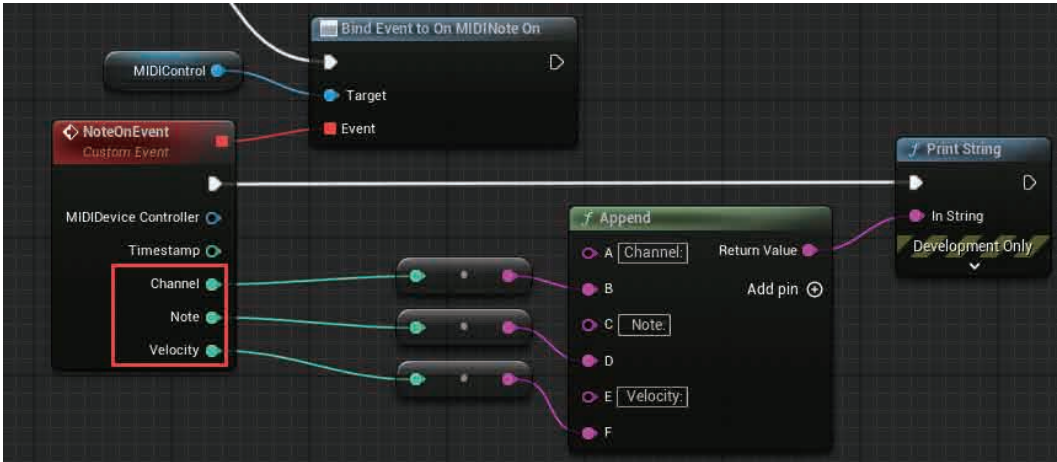 Bind Event to On MIDINote On
MIDIControl
Target
Event
NoteOnEvent
Custom Event
MIDIDevice Controller
Timestamp
Channel
Note
Velocity
f Append
A Channel:
Return Value
B
Add pin
C Note:
D
E Velocity:
F
f Print String
In String
Development Only